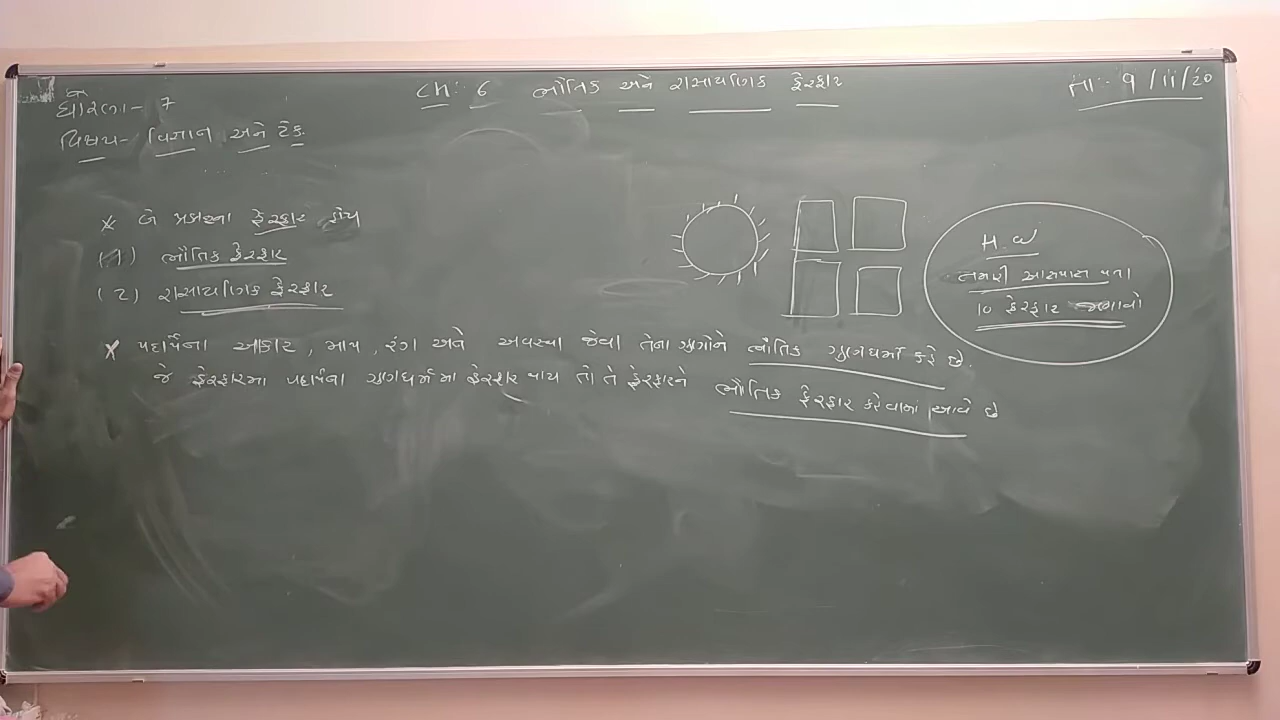 ધોરણ- 7
CH:- 6 ભૌતિક અને રાસાયણિક ફેરફાર
તા:- 9/11/20
વિષય- વિજ્ઞાન અને ટેક.
* બે પ્રકારના ફેરફાર હોય
(1) ભૌતિક ફેરફાર
(2) રાસાયણિક ફેરફાર
H.W
તમારી આસપાસ થતા
10 ફેરફાર જણાવો
* પદાર્થના આકાર, માપ, રંગ અને અવસ્થા જેવા તેના ગુણોને ભૌતિક ગુણધર્મો કહે છે.
જે ફેરફારમા પદાર્થના ગુણધર્મમા ફેરફાર થાય તો તે ફેરફારને ભૌતિક ફેરફાર કહેવામાં આવે છે